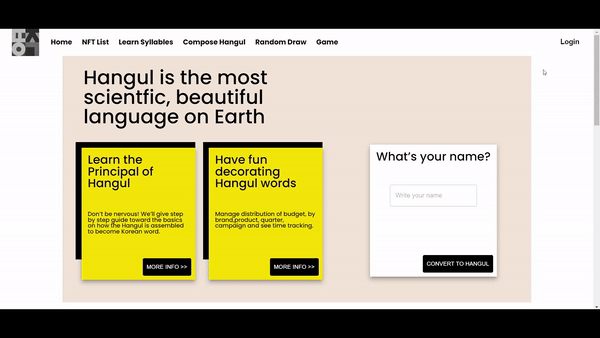 Home NFT List Learn Syllables Compose Hangul Random Draw Game Login
Hangul is the most
scientfic, beautiful
language on Earth
Learn the
Principal of
Hangul
Don't be nervous! We'll give step
by step guide toward the basics
on how the Hangul is assembled
to become Korean word.
MORE INFO >>
Have fun
decorating
Hangul words
Manage distribution of budget, by
brand,product, quarter,
campaign and see time tracking.
MORE INFO >>
What's your name?
Write your name
CONVERT TO HANGUL